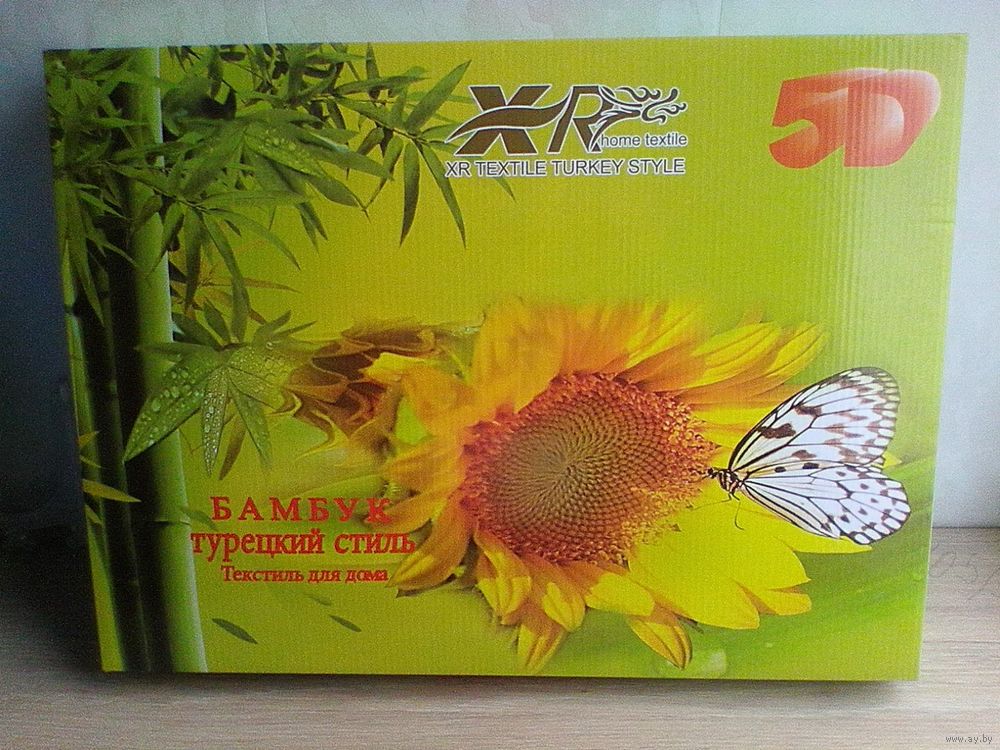 XR
home textile
XR TEXTILE TURKEY STYLE
5D
БАМБУК
турецкий стиль
Текстиль для дома
www.ay.by